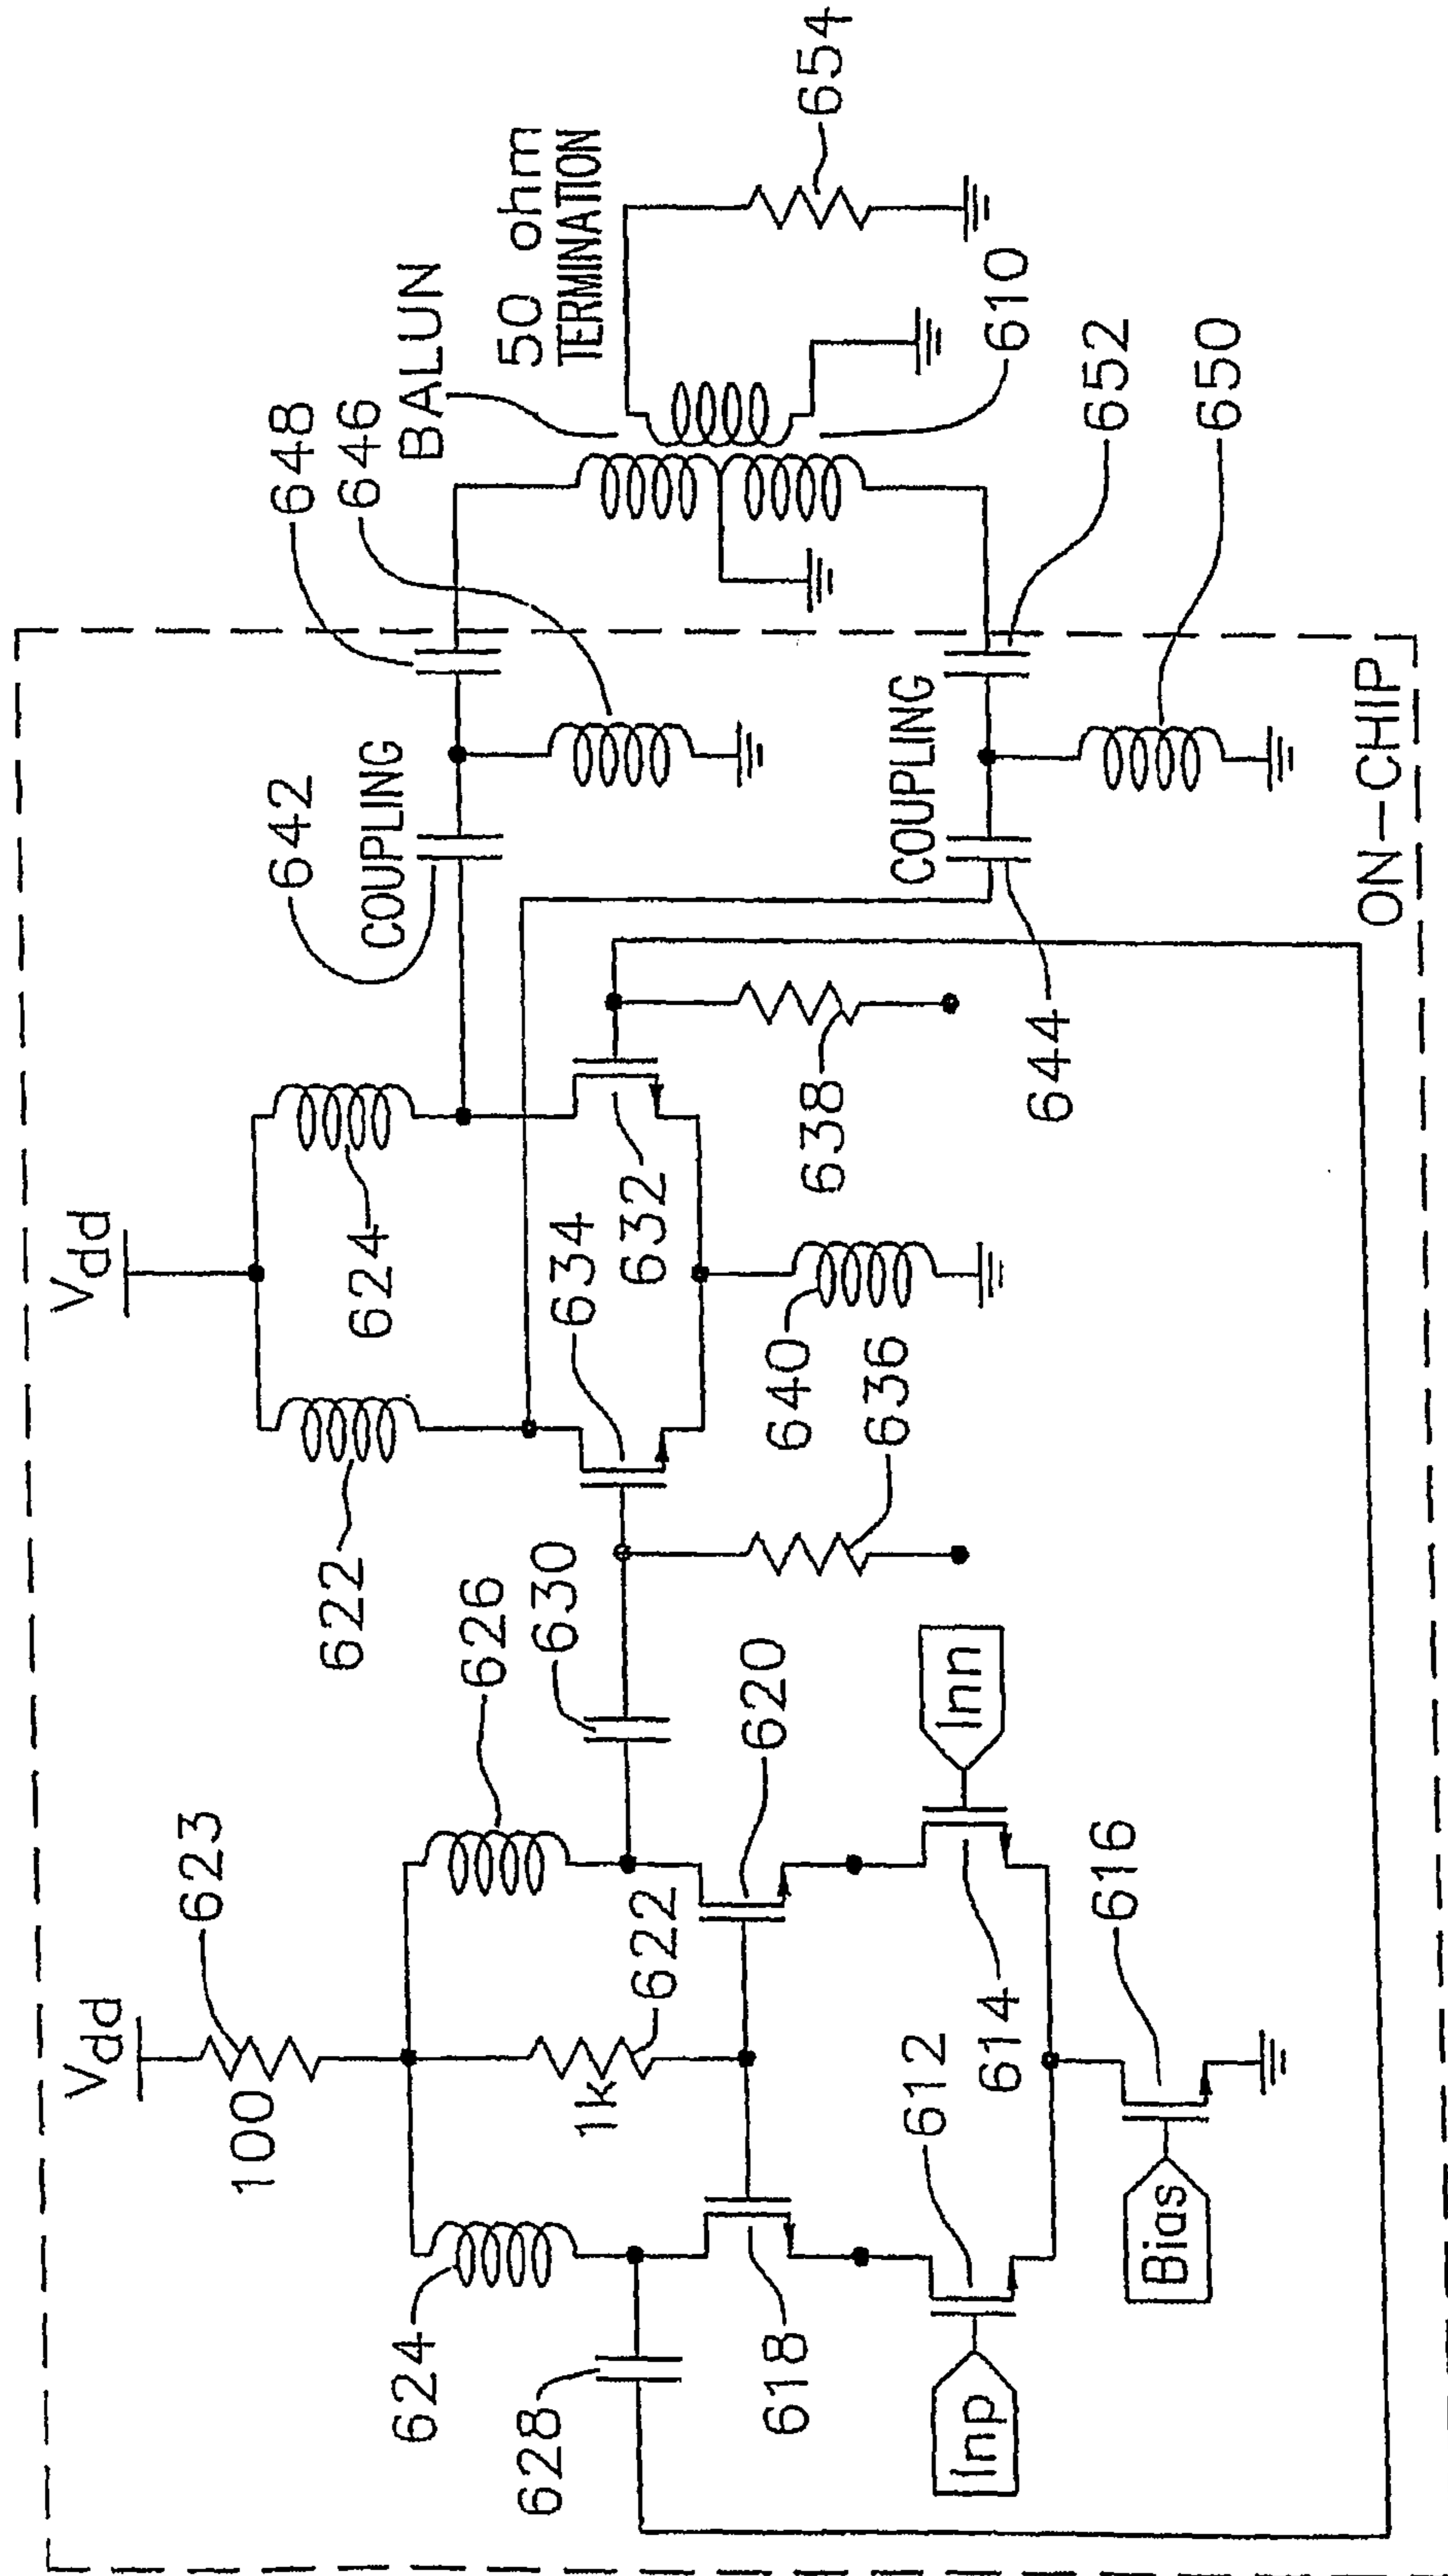 Vdd
100
623
624
626
1k
622
628
618
620
630
612
614
Inp
Inn
Bias
616
Vdd
622
624
634
632
636
638
640
642
COUPLING
COUPLING
644
648
646
BALUN
50 ohm
TERMINATION
654
610
652
650
ON-CHIP